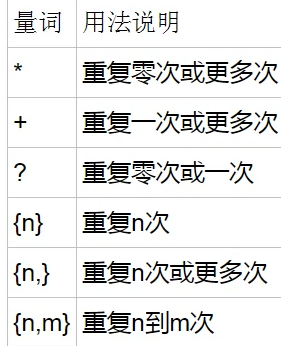 量词 用法说明
* 重复零次或更多次
+ 重复一次或更多次
? 重复零次或一次
{n} 重复n次
{n,} 重复n次或更多次
{n,m} 重复n到m次